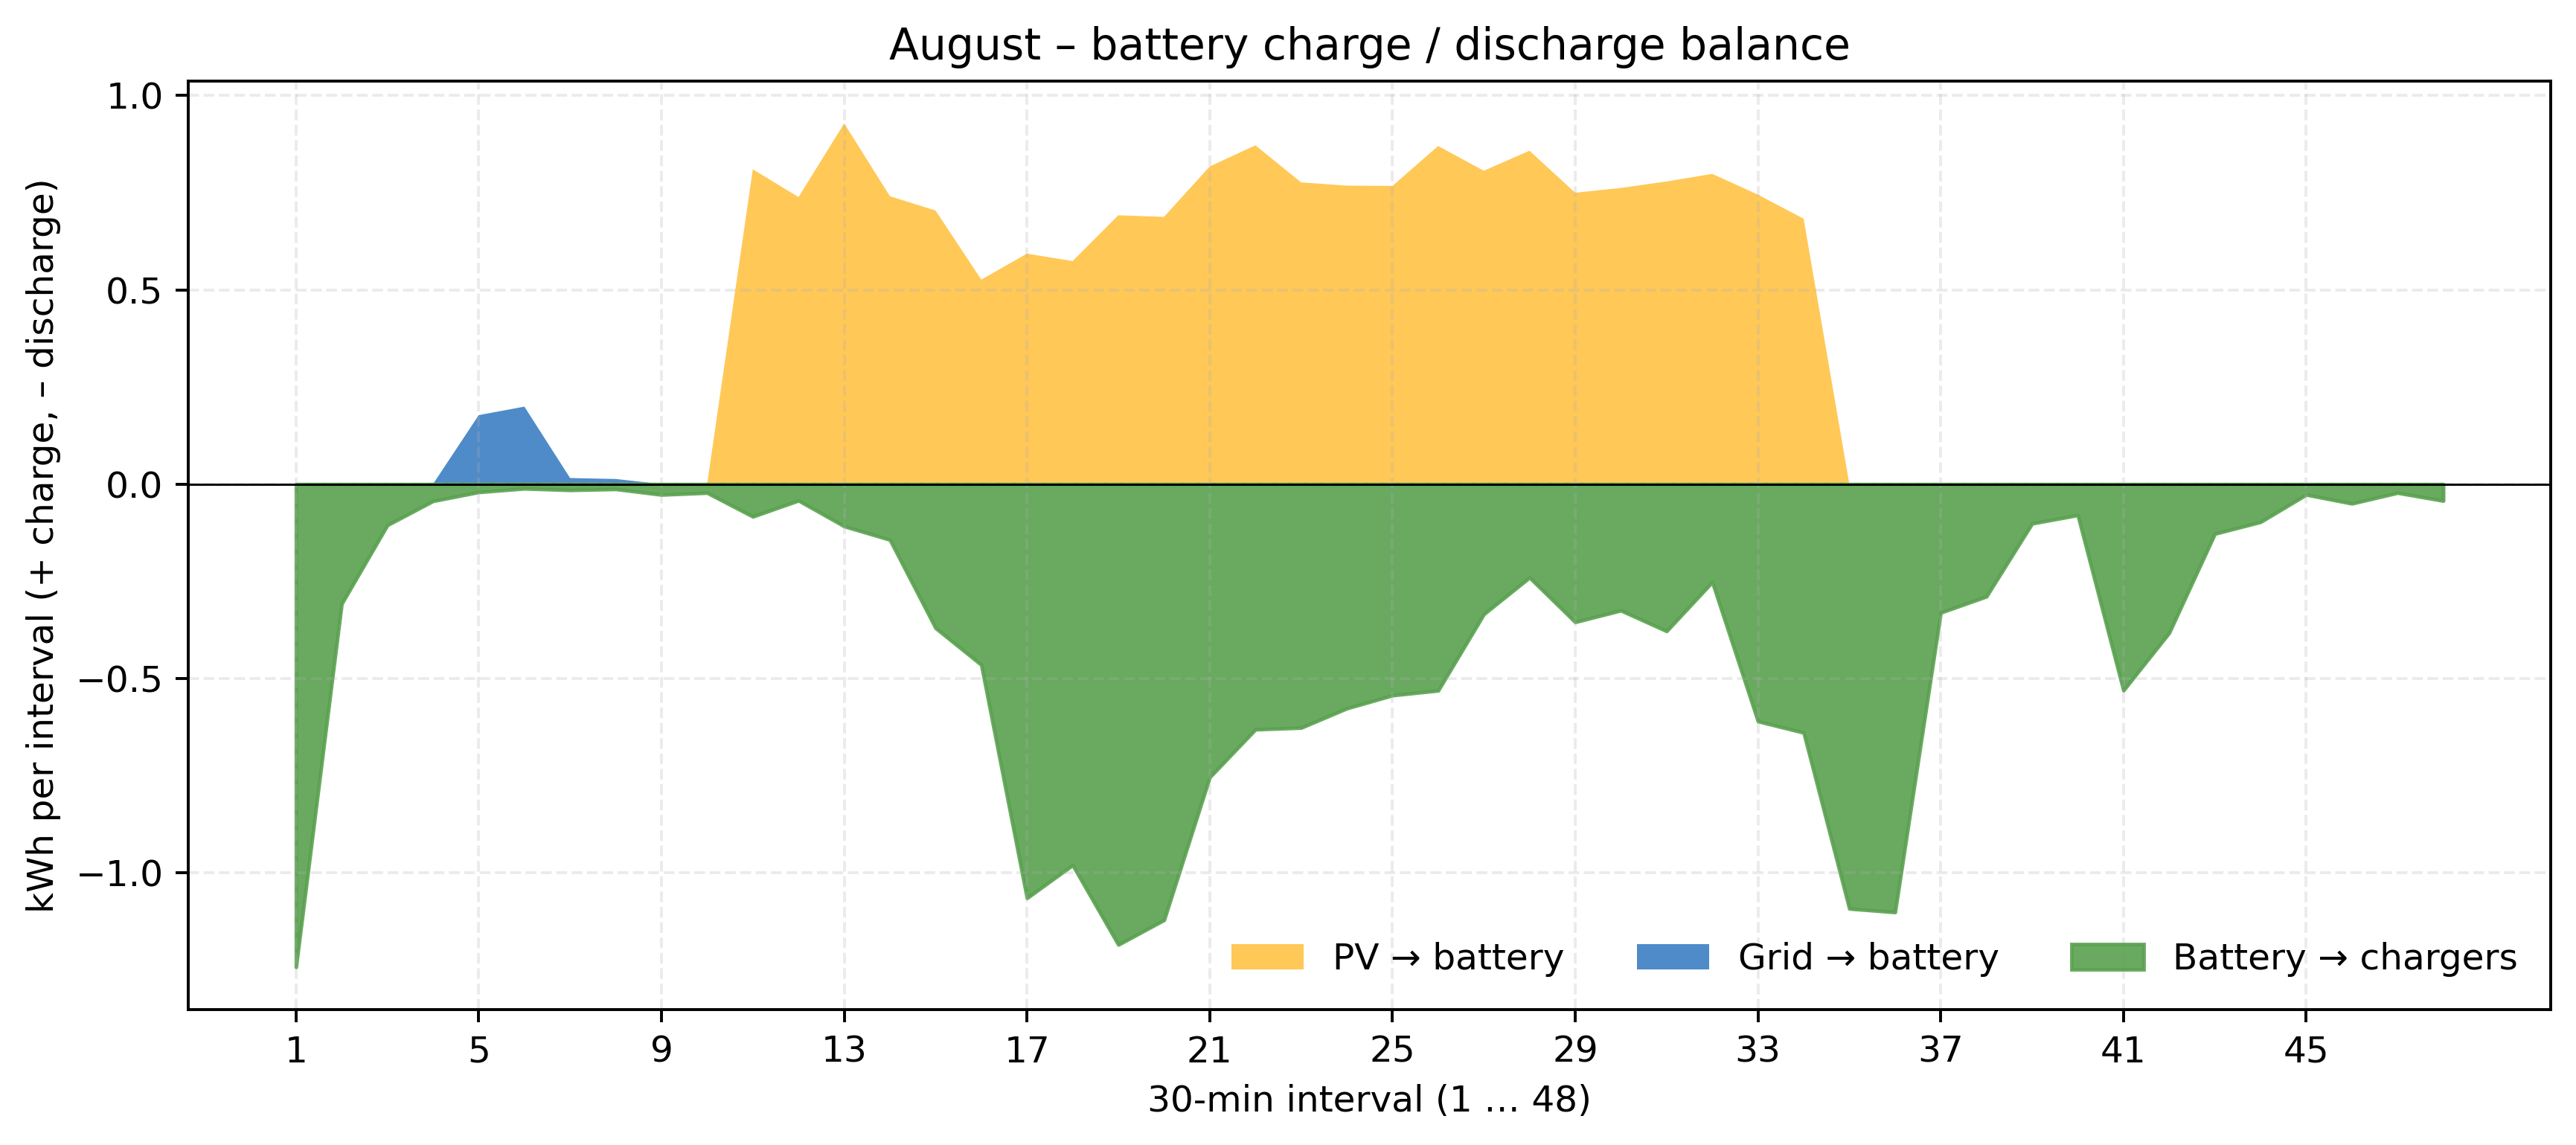 August – battery charge / discharge balance
kWh per interval (+ charge, – discharge)
1.0
0.5
0.0
−0.5
−1.0
PV → battery
Grid → battery
Battery → chargers
1 5 9 13 17 21 25 29 33 37 41 45
30-min interval (1 … 48)